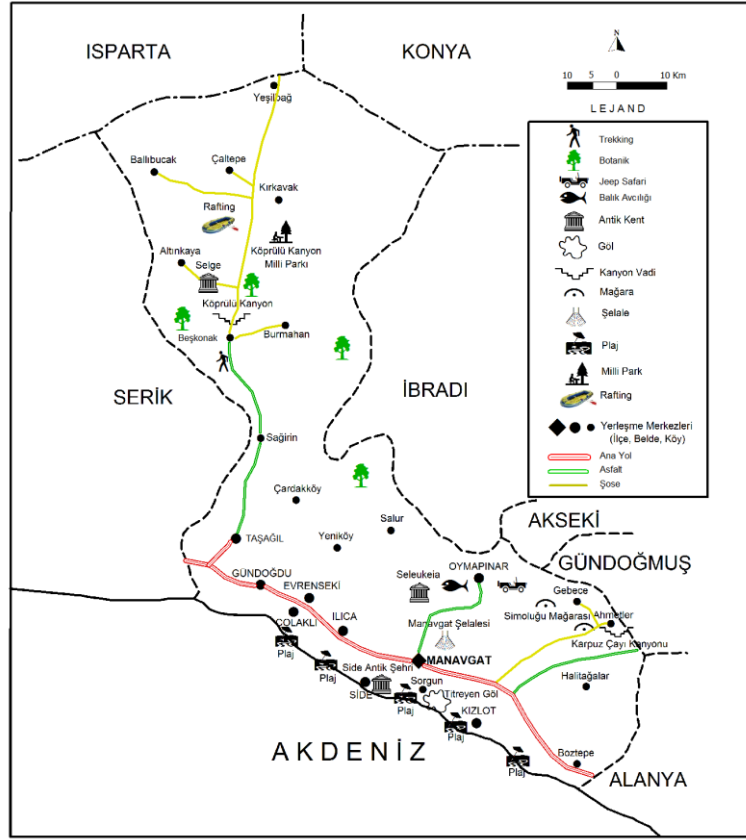 ISPARTA
KONYA
N
10 5 0 10 Km
LEJAND
Trekking
Botanik
Jeep Safari
Balık Avcılığı
Antik Kent
Göl
Kanyon Vadi
Mağara
Şelale
Plaj
Milli Park
Rafting
Yerleşme Merkezleri
(İlçe, Belde, Köy)
Ana Yol
Asfalt
Şose
Yeşilbağ
Ballıbucak
Çaltepe
Kırkavak
Rafting
Köprülü Kanyon
Milli Parkı
Altınkaya
Selge
Köprülü Kanyon
Beşkonak
Burmahan
SERİK
İBRADI
Sağirin
Çardakköy
Salur
Yeniköy
AKSEKİ
TAŞAĞIL
GÜNDOĞMUŞ
OYMAPINAR
GÜNDOĞDU
Seleukeia
EVRENSEKİ
Gebece
Simoluğu Mağarası
Ahmetler
ÇOLAKLI
ILICA
Manavgat Şelalesi
Karpuz Çayı Kanyonu
Plaj
MANAVGAT
Plaj
Side Antik Şehri
Sorgun
Titreyen Göl
Halitağalar
SİDE
Plaj
KIZLOT
Plaj
AKDENİZ
Plaj
Boztepe
ALANYA